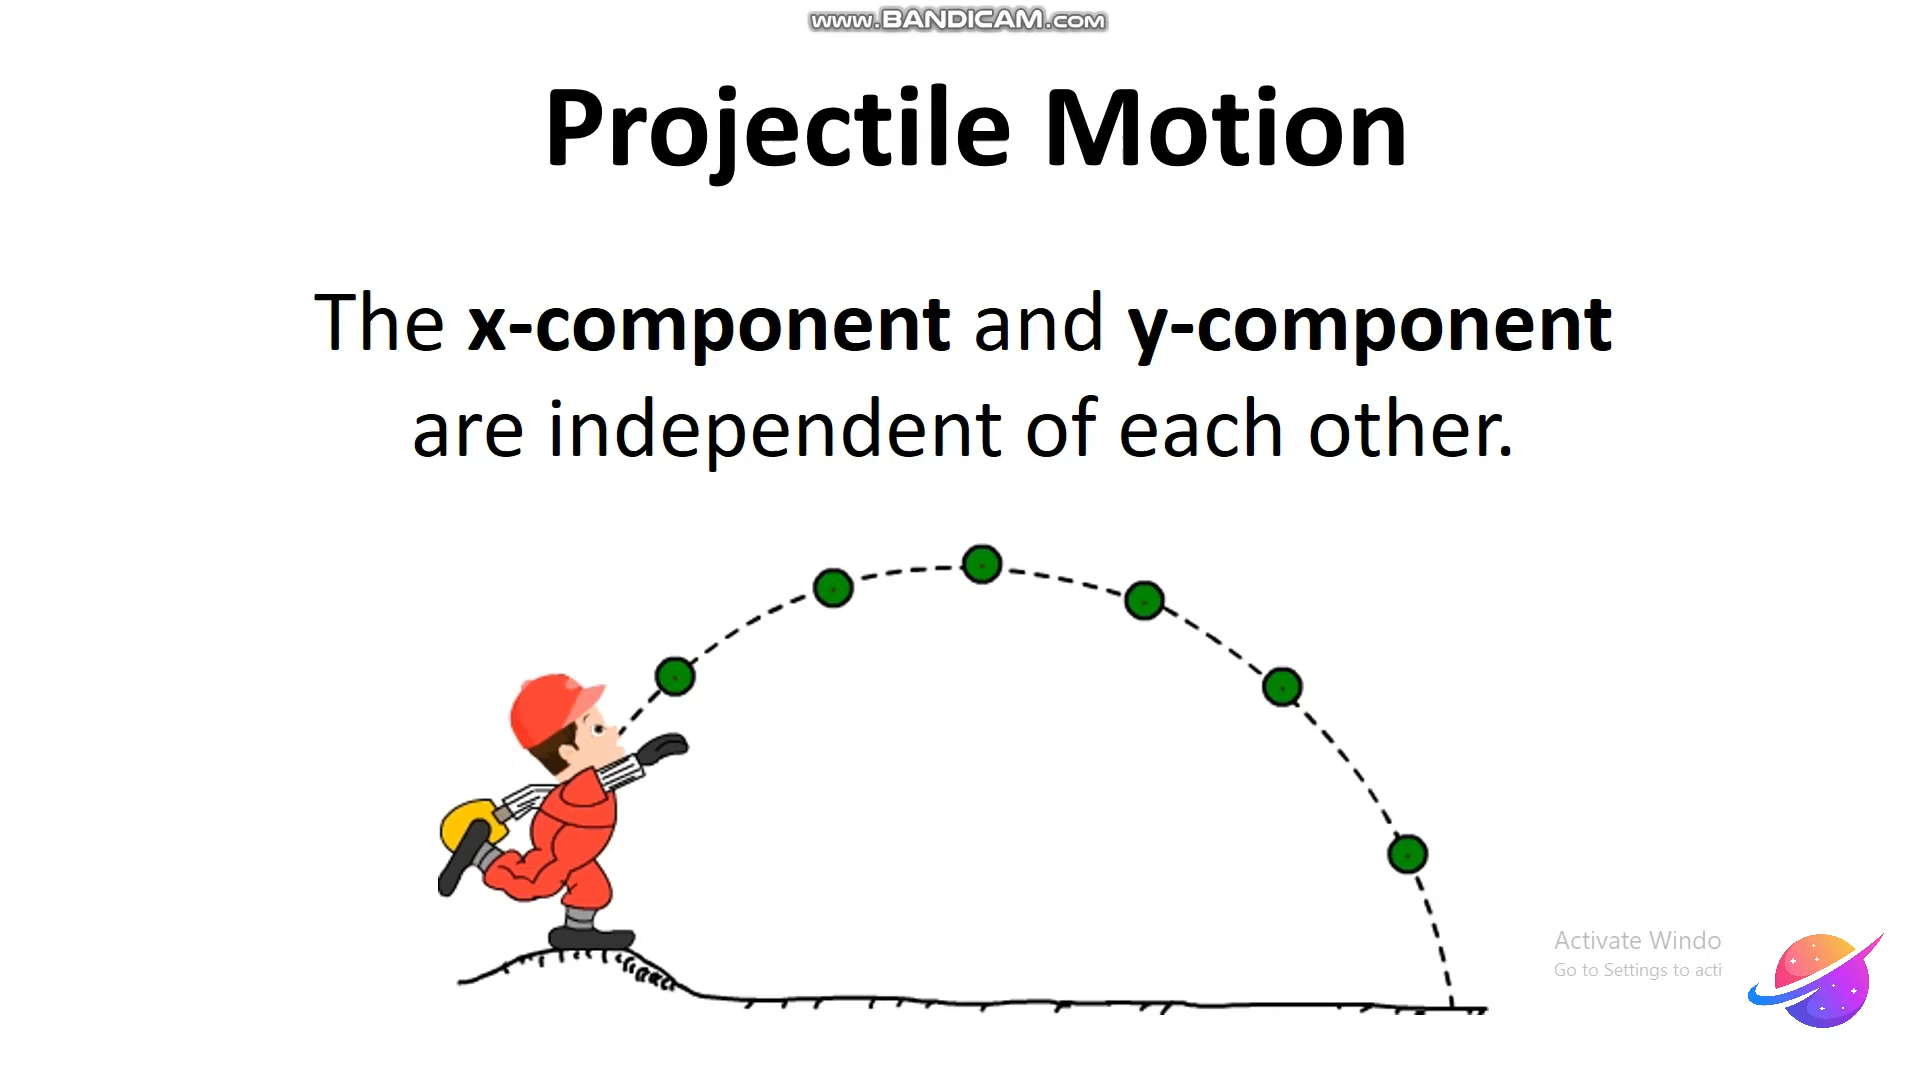 www.BANDICAM.com
Projectile Motion
The x-component and y-component
are independent of each other.
Activate Windo
Go to Settings to acti